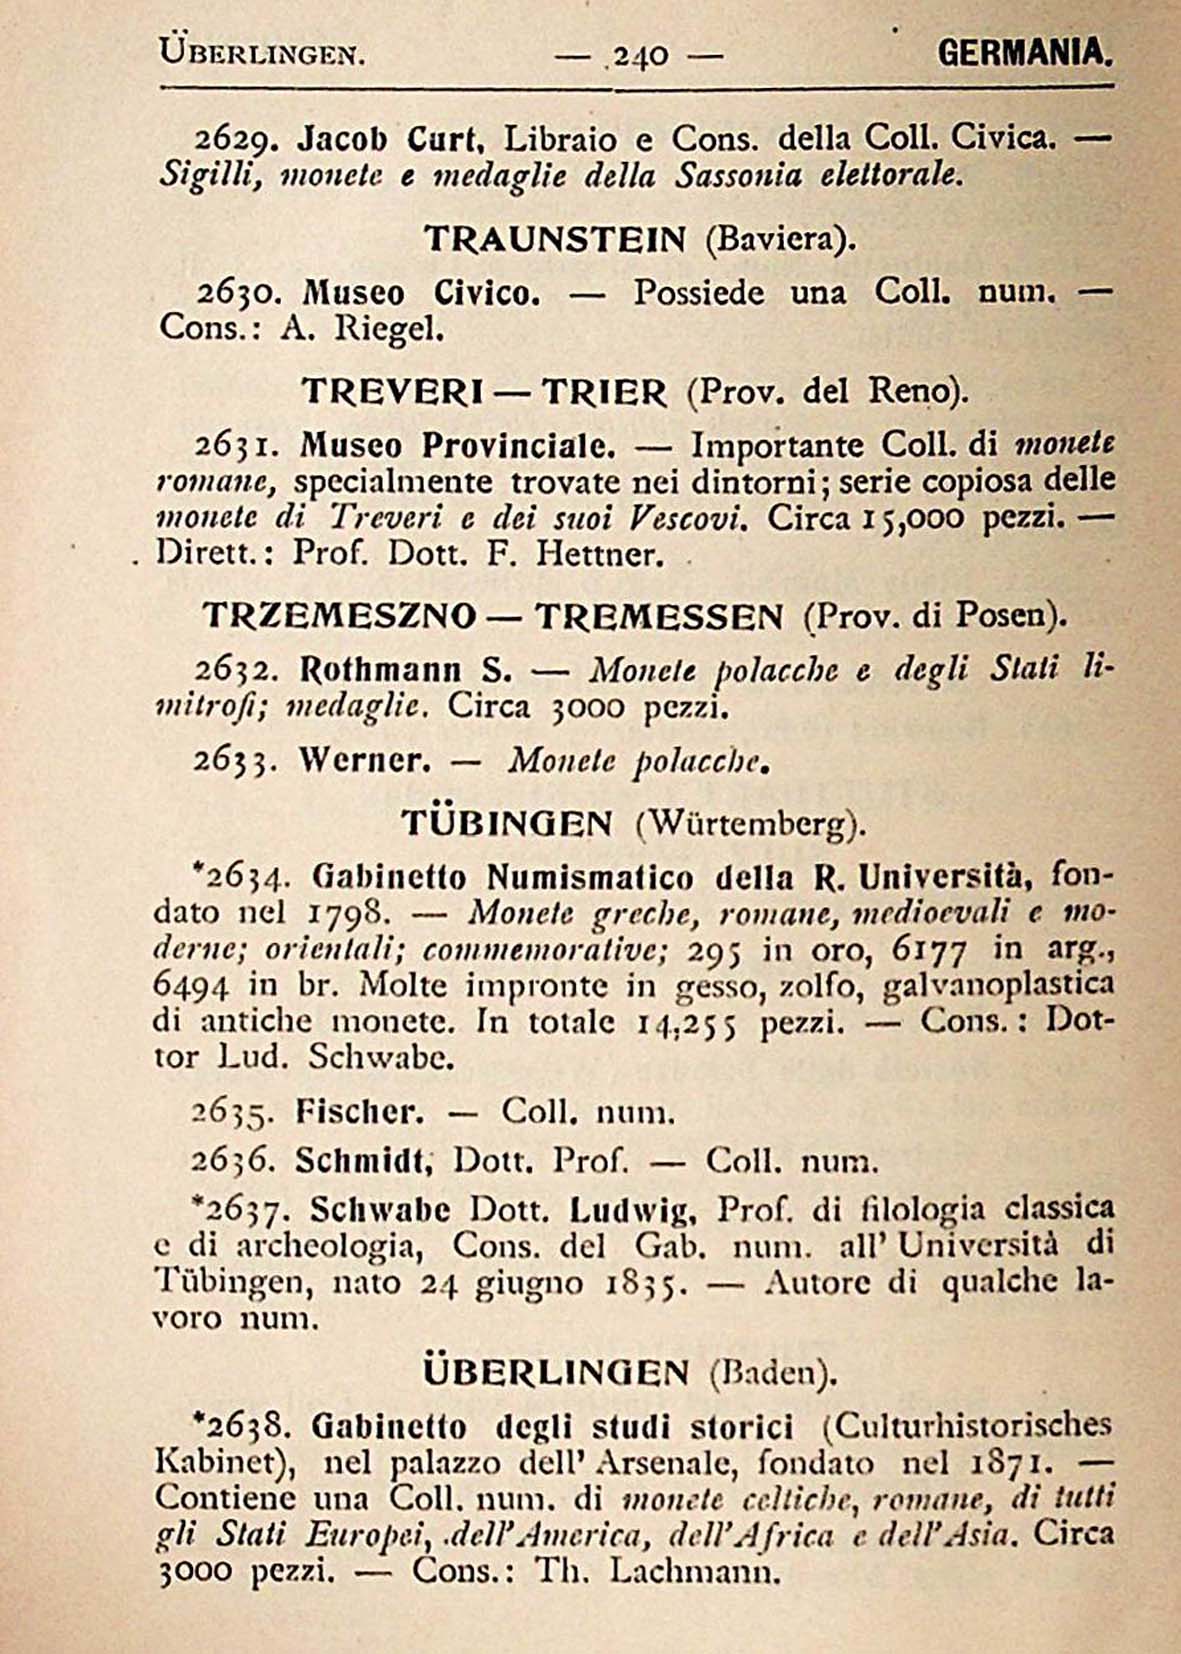 ÜBERLINGEN. — 240 — GERMANIA.
2629. Jacob Curt, Libraio e Cons. della Coll. Civica. —
Sigilli, monete e medaglie della Sassonia elettorale.
TRAUNSTEIN (Baviera).
2630. Museo Civico. — Possiede una Coll. num. —
Cons.: A. Riegel.
TREVERI — TRIER (Prov. del Reno).
2631. Museo Provinciale. — Importante Coll. di monete
romane, specialmente trovate nei dintorni; serie copiosa delle
monete di Treveri e dei suoi Vescovi. Circa 15,000 pezzi. —
Dirett.: Prof. Dott. F. Hettner.
TRZEMESZNO — TREMESSEN (Prov. di Posen).
2632. Rothmann S. — Monete polacche e degli Stati li-
mitrofi; medaglie. Circa 3000 pezzi.
2633. Werner. — Monete polacche.
TÜBINGEN (Würtemberg).
*2634. Gabinetto Numismatico della R. Università, fon-
dato nel 1798. — Monete greche, romane, medioevali e mo-
derne; orientali; commemorative; 295 in oro, 6177 in arg.,
6494 in br. Molte impronte in gesso, zolfo, galvanoplastica
di antiche monete. In totale 14,255 pezzi. — Cons.: Dot-
tor Lud. Schwabe.
2635. Fischer. — Coll. num.
2636. Schmidt, Dott. Prof. — Coll. num.
*2637. Schwabe Dott. Ludwig, Prof. di filologia classica
e di archeologia, Cons. del Gab. num. all' Università di
Tübingen, nato 24 giugno 1835. — Autore di qualche la-
voro num.
ÜBERLINGEN (Baden).
*2638. Gabinetto degli studi storici (Culturhistorisches
Kabinet), nel palazzo dell' Arsenale, fondato nel 1871. —
Contiene una Coll. num. di monete celtiche, romane, di tutti
gli Stati Europei, dell'America, dell'Africa e dell'Asia. Circa
3000 pezzi. — Cons.: Th. Lachmann.